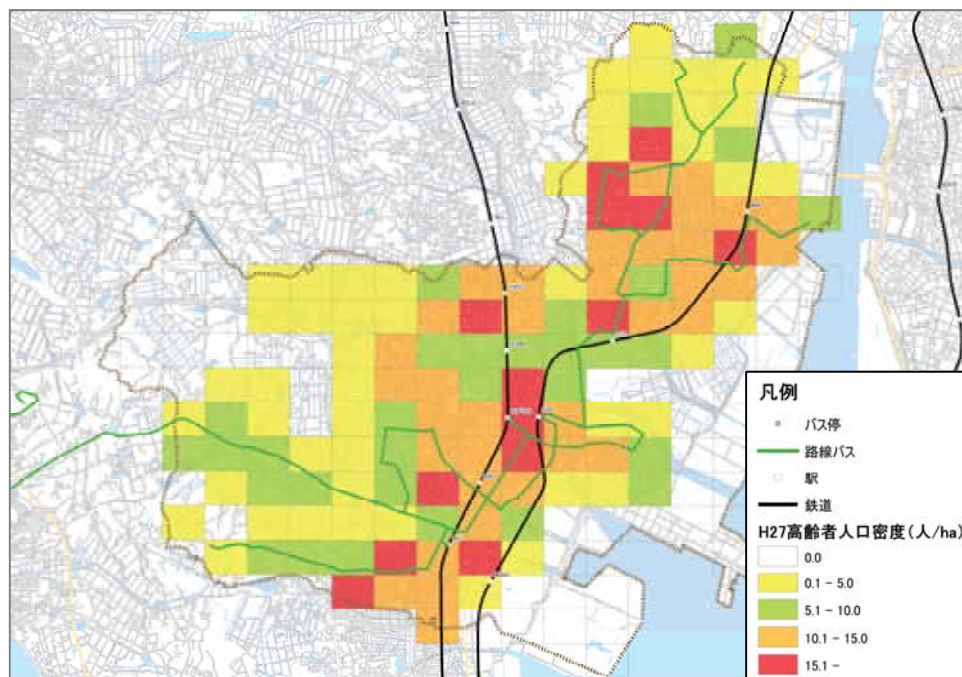 凡例
バス停
路線バス
駅
鉄道
H27高齢者人口密度(人/ha)
0.0
0.1 - 5.0
5.1 - 10.0
10.1 - 15.0
15.1 -